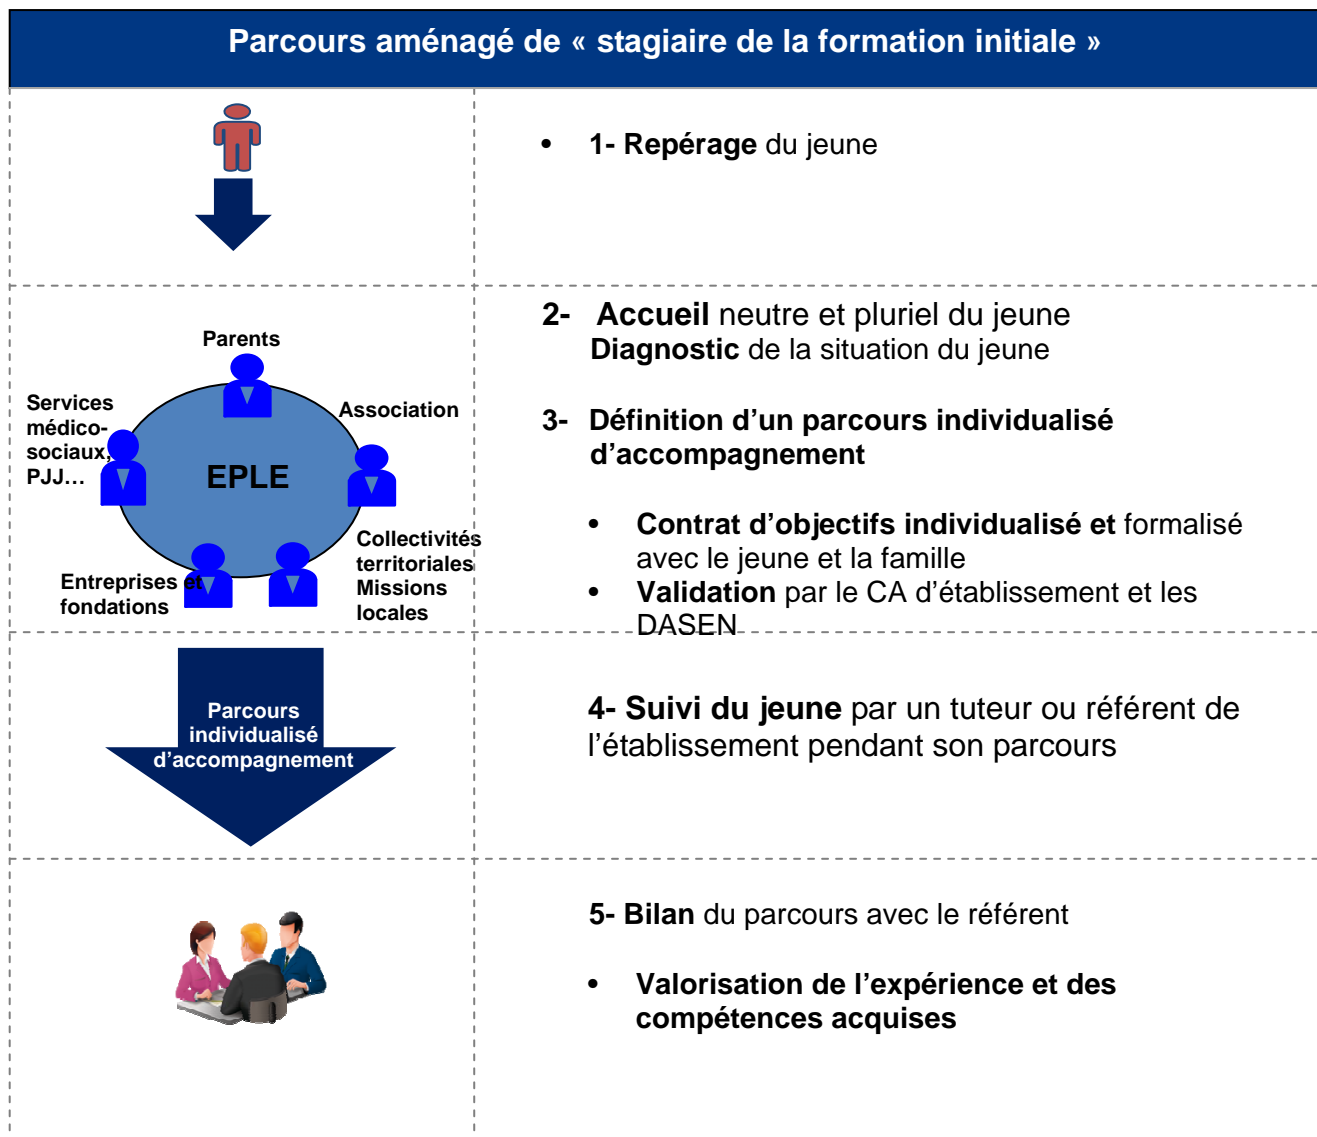 Parcours aménagé de « stagiaire de la formation initiale »
• 1- Repérage du jeune
Parents
Services
médico-
sociaux,
PJJ…
Association
EPLE
Collectivités
territoriales
Missions
locales
Entreprises et
fondations
2- Accueil neutre et pluriel du jeune
Diagnostic de la situation du jeune
3- Définition d’un parcours individualisé
d’accompagnement
• Contrat d’objectifs individualisé et formalisé
avec le jeune et la famille
• Validation par le CA d’établissement et les
DASEN
Parcours
individualisé
d’accompagnement
4- Suivi du jeune par un tuteur ou référent de
l’établissement pendant son parcours
5- Bilan du parcours avec le référent
• Valorisation de l’expérience et des
compétences acquises